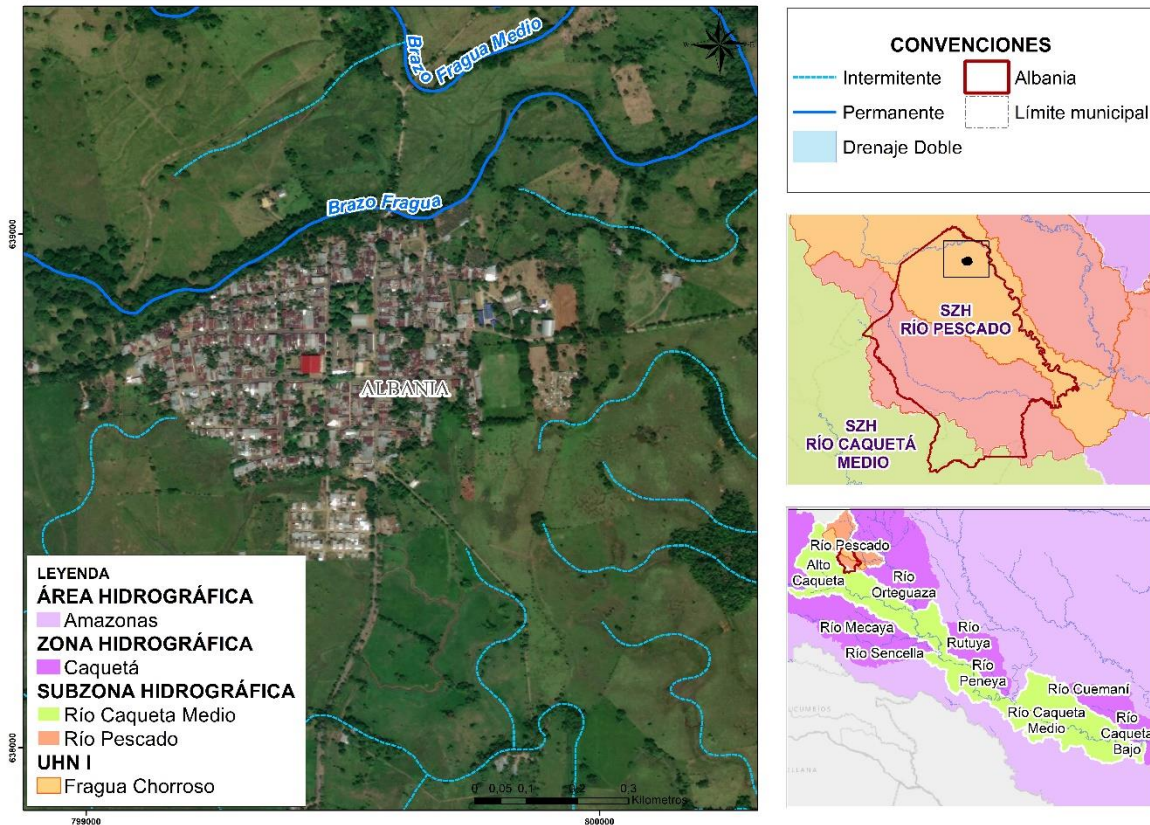 Brazo Fragua Medio
Brazo Fragua
ALBANIA
639000
638000
799000
800000
LEYENDA
ÁREA HIDROGRÁFICA
Amazonas
ZONA HIDROGRÁFICA
Caquetá
SUBZONA HIDROGRÁFICA
Río Caqueta Medio
Río Pescado
UHN I
Fragua Chorroso
0 0,05 0,1 0,2 0,3
Kilometros
CONVENCIONES
Intermitente
Albania
Permanente
Límite municipal
Drenaje Doble
SZH
RÍO PESCADO
SZH
RÍO CAQUETÁ
MEDIO
Río Pescado
Alto
Caqueta
Río
Orteguaza
Río Mecaya
Río
Rutuya
Río Sencella
Río
Peneya
Río Cuemaní
Río Caqueta
Medio
Río
Caqueta
Bajo